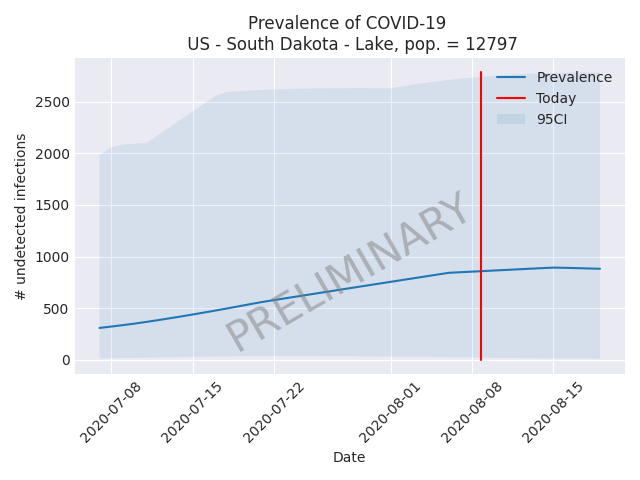 Prevalence of COVID-19
US - South Dakota - Lake, pop. = 12797
Prevalence
Today
95CI
# undetected infections
2500
2000
1500
1000
500
0
PRELIMINARY
2020-07-08
2020-07-15
2020-07-22
2020-08-01
2020-08-08
2020-08-15
Date